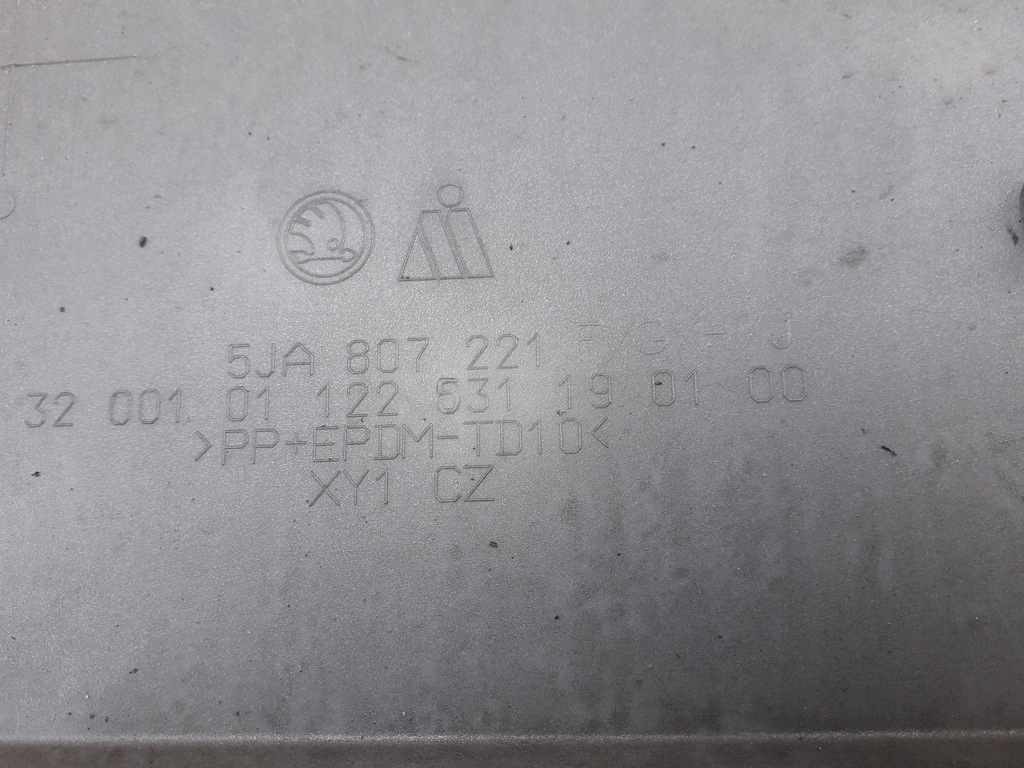 5JA 807 221 F/G/H/J
32 001 01 122 531 19 01 00
>PP+EPDM-TD10<
XY1 CZ